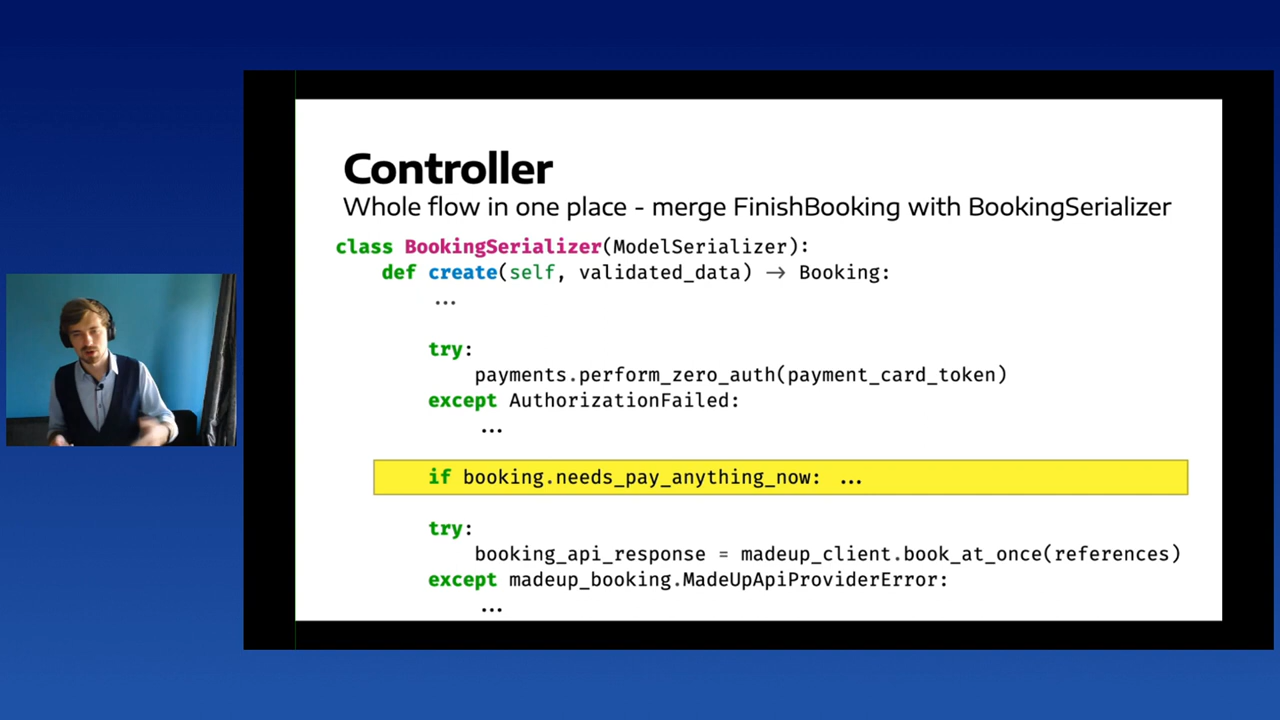 Controller
Whole flow in one place - merge FinishBooking with BookingSerializer
class BookingSerializer(ModelSerializer):
def create(self, validated_data) → Booking:
...
try:
payments.perform_zero_auth(payment_card_token)
except AuthorizationFailed:
...
if booking.needs_pay_anything_now: ...
try:
booking_api_response = madeup_client.book_at_once(references)
except madeup_booking.MadeUpApiProviderError:
...